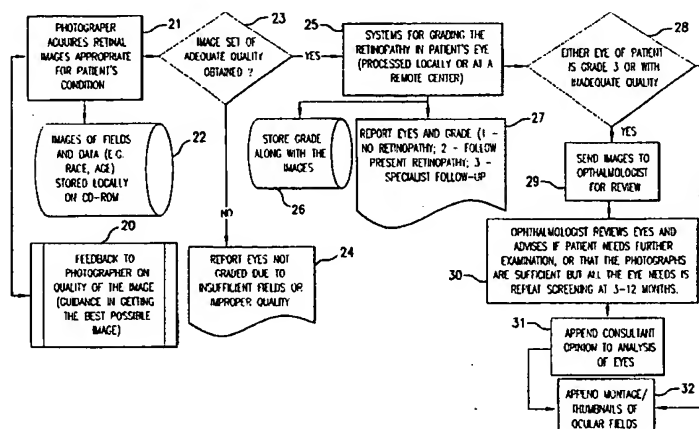 21
PHOTOGRAPHER
ACQUIRES RETINAL
IMAGES APPROPRIATE
FOR PATIENT'S
CONDITION
22
IMAGES OF FIELDS
AND DATA (E.G.
RACE, AGE)
STORED LOCALLY
ON CD-ROM
20
FEEDBACK TO
PHOTOGRAPHER ON
QUALITY OF THE IMAGE
(GUIDANCE IN GETTING
THE BEST POSSIBLE
IMAGE)
23
IMAGE SET OF
ADEQUATE QUALITY
OBTAINED ?
YES
NO
24
REPORT EYES NOT
GRADED DUE TO
INSUFFICIENT FIELDS OR
IMPROPER QUALITY
25
SYSTEMS FOR GRADING THE
RETINOPATHY IN PATIENT'S EYE
(PROCESSED LOCALLY OR AT A
REMOTE CENTER)
STORE GRADE
ALONG WITH THE
IMAGES
26
27
REPORT EYES AND GRADE (1 -
NO RETINOPATHY; 2 - FOLLOW
PRESENT RETINOPATHY; 3 -
SPECIALIST FOLLOW-UP
28
EITHER EYE OF PATIENT
IS GRADE 3 OR WITH
INADEQUATE QUALITY
YES
29
SEND IMAGES TO
OPTHALMOLOGIST
FOR REVIEW
30
OPHTHALMOLOGIST REVIEWS EYES AND
ADVISES IF PATIENT NEEDS FURTHER
EXAMINATION, OR THAT THE PHOTOGRAPHS
ARE SUFFICIENT BUT ALL THE EYE NEEDS IS
REPEAT SCREENING AT 3-12 MONTHS.
31
APPEND CONSULTANT
OPINION TO ANALYSIS
OF EYES
32
APPEND MONTAGE/
THUMBNAILS OF
OCULAR FIELDS